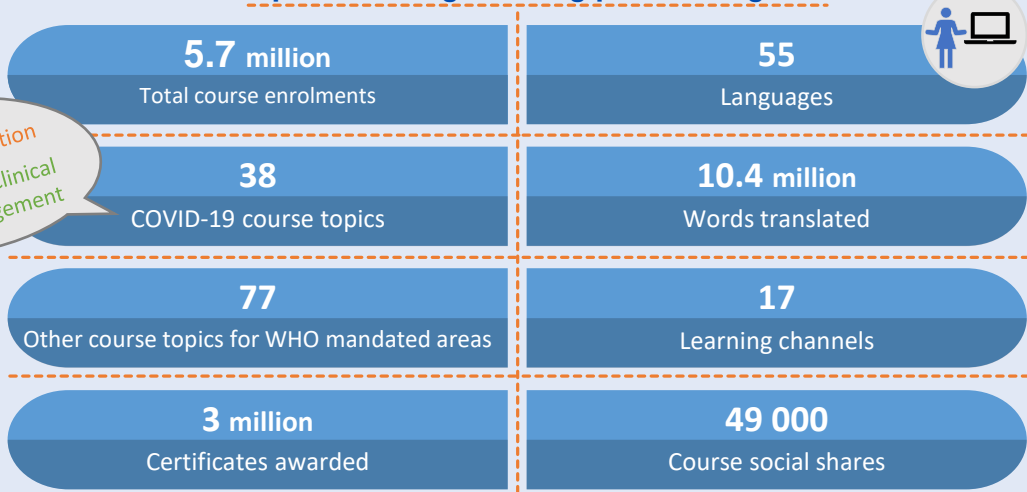 5.7 million
Total course enrolments
55
Languages
38
COVID-19 course topics
10.4 million
Words translated
77
Other course topics for WHO mandated areas
17
Learning channels
3 million
Certificates awarded
49 000
Course social shares